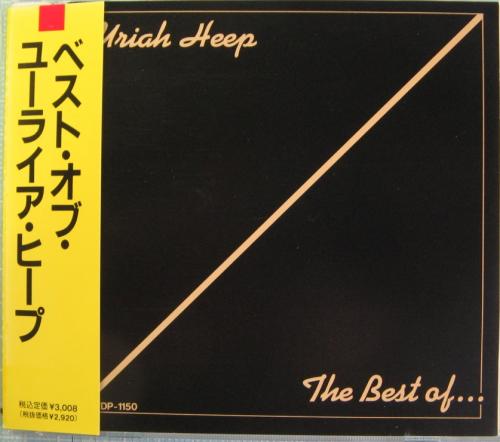 ベスト・オブ・
ユーライア・ヒープ
税込定価¥3,008
(税抜価格¥2,920)
Uriah Heep
DP-1150
The Best of...